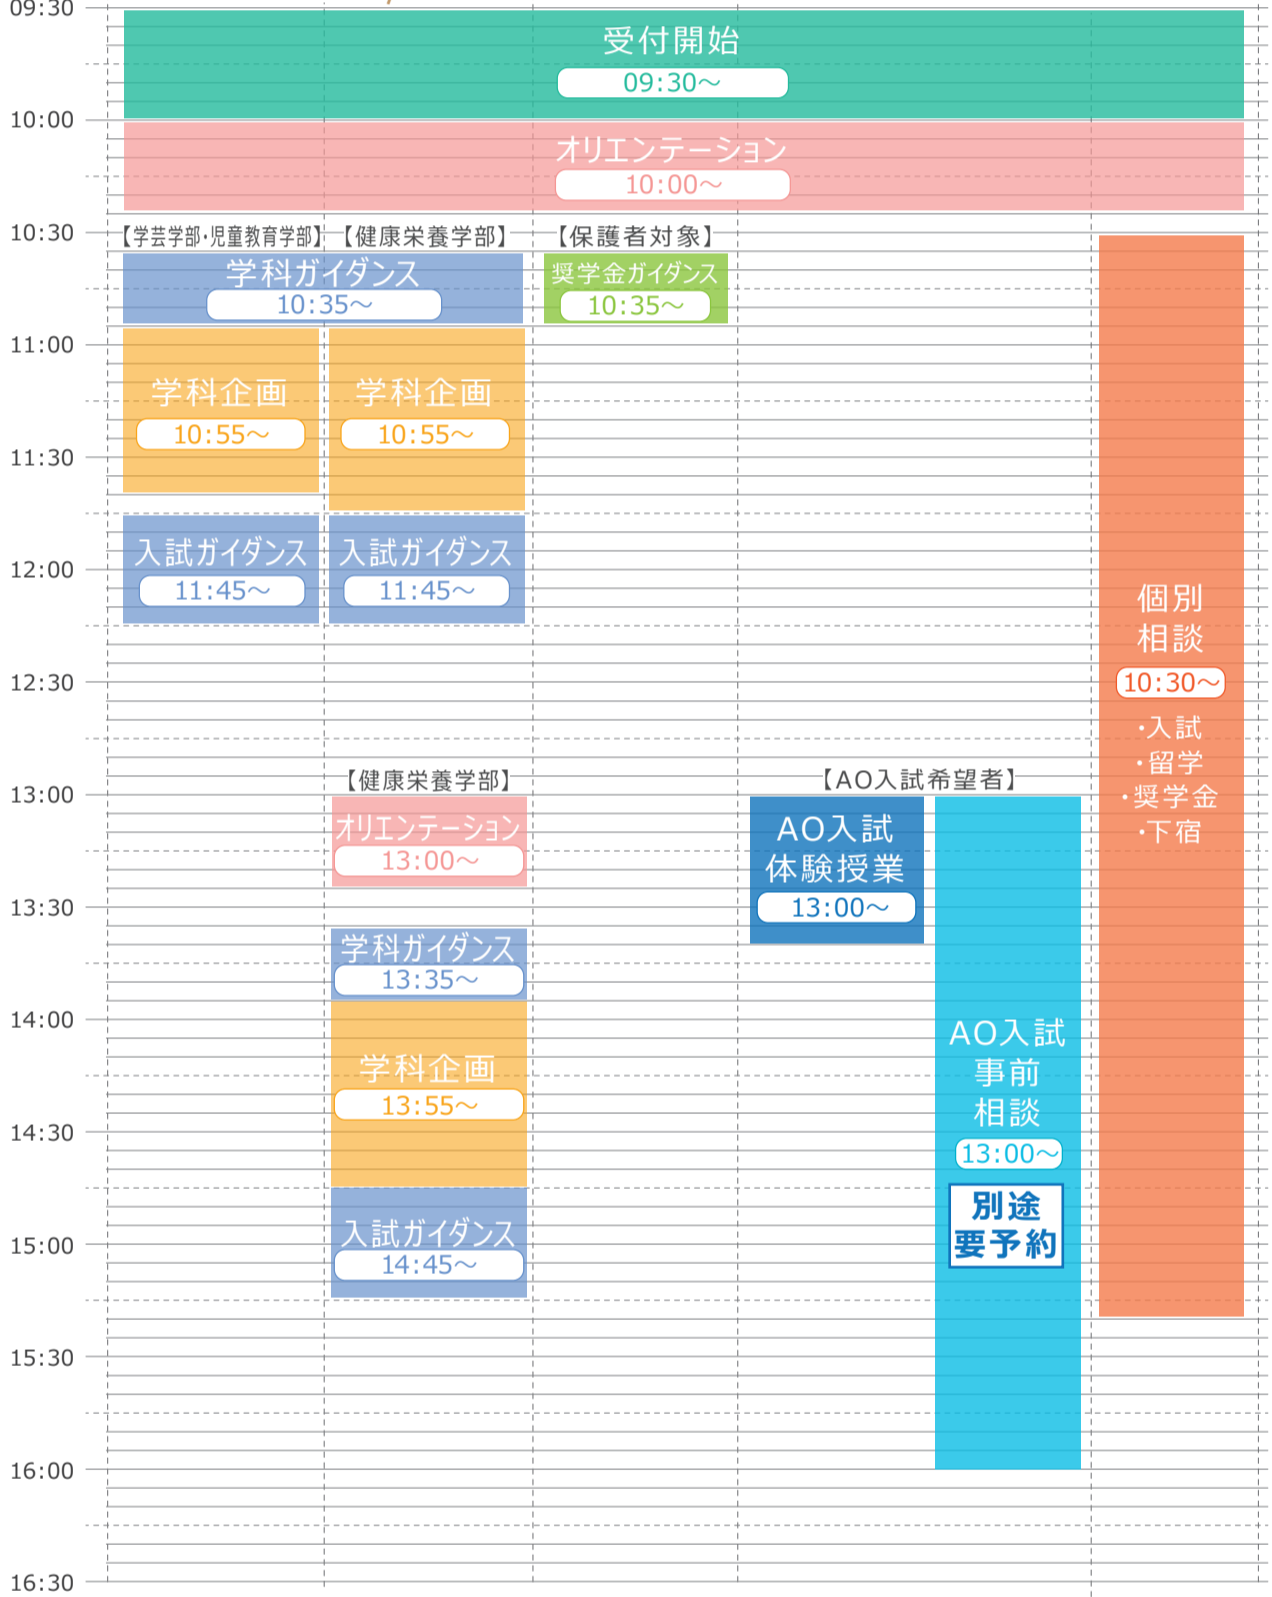 09:30
受付開始
09:30～
10:00
オリエンテーション
10:00～
10:30
【学芸学部・児童教育学部】
【健康栄養学部】
【保護者対象】
学科ガイダンス
10:35～
奨学金ガイダンス
10:35～
11:00
学科企画
10:55～
学科企画
10:55～
11:30
入試ガイダンス
11:45～
入試ガイダンス
11:45～
12:00
個別
相談
10:30～
・入試
・留学
・奨学金
・下宿
12:30
【健康栄養学部】
【AO入試希望者】
13:00
オリエンテーション
13:00～
AO入試
体験授業
13:00～
13:30
学科ガイダンス
13:35～
14:00
学科企画
13:55～
AO入試
事前
相談
13:00～
別途
要予約
14:30
入試ガイダンス
14:45～
15:00
15:30
16:00
16:30